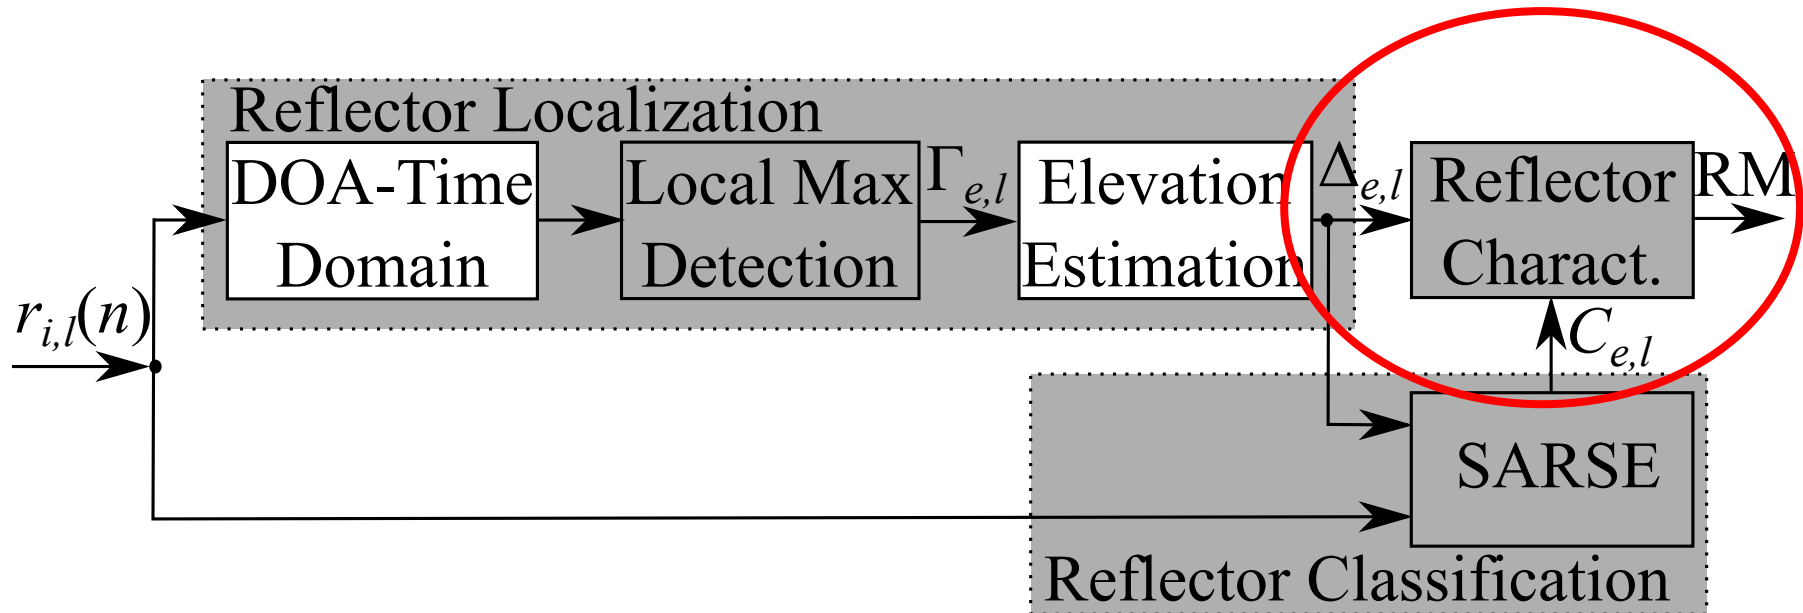 Reflector Localization
DOA-Time
Domain
Local Max
Detection
Γe,l
Elevation
Estimation
Δe,l
Reflector
Charact.
RM
ri,l(n)
Ce,l
SARSE
Reflector Classification